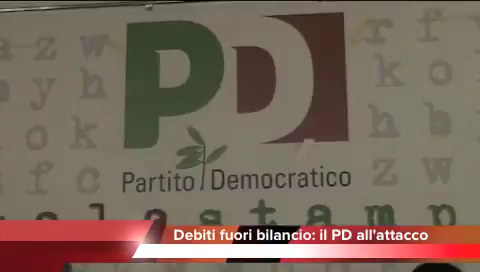 a z w
r f
PD
y h
k o
o k
h a
s f c
z w
Partito Democratico
a l a s t a m p
Debiti fuori bilancio: il PD all'attacco